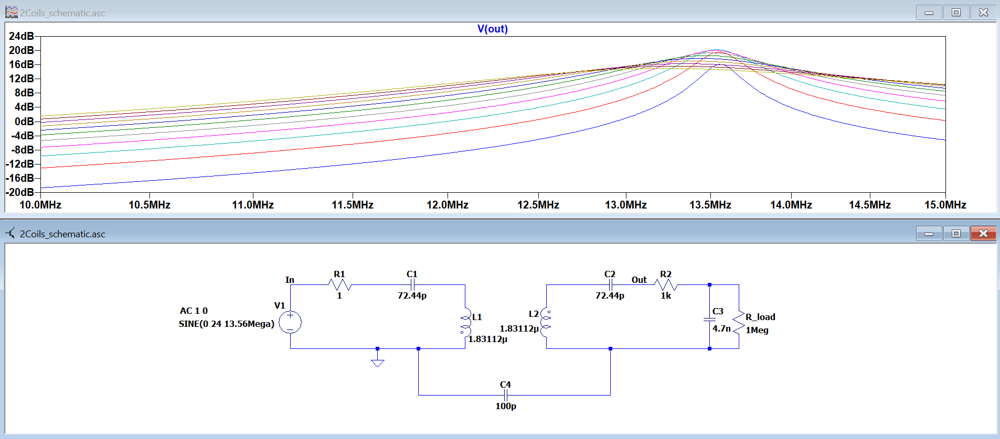 2Coils_schematic.asc
V(out)
24dB
20dB
16dB
12dB
8dB
4dB
0dB
-4dB
-8dB
-12dB
-16dB
-20dB
10.0MHz 10.5MHz 11.0MHz 11.5MHz 12.0MHz 12.5MHz 13.0MHz 13.5MHz 14.0MHz 14.5MHz 15.0MHz
2Coils_schematic.asc
In
R1
1
C1
72.44p
V1
AC 1 0
SINE(0 24 13.56Mega)
L1
1.83112µ
L2
1.83112µ
C2
72.44p
Out
R2
1k
C3
4.7n
R_load
1Meg
C4
100p